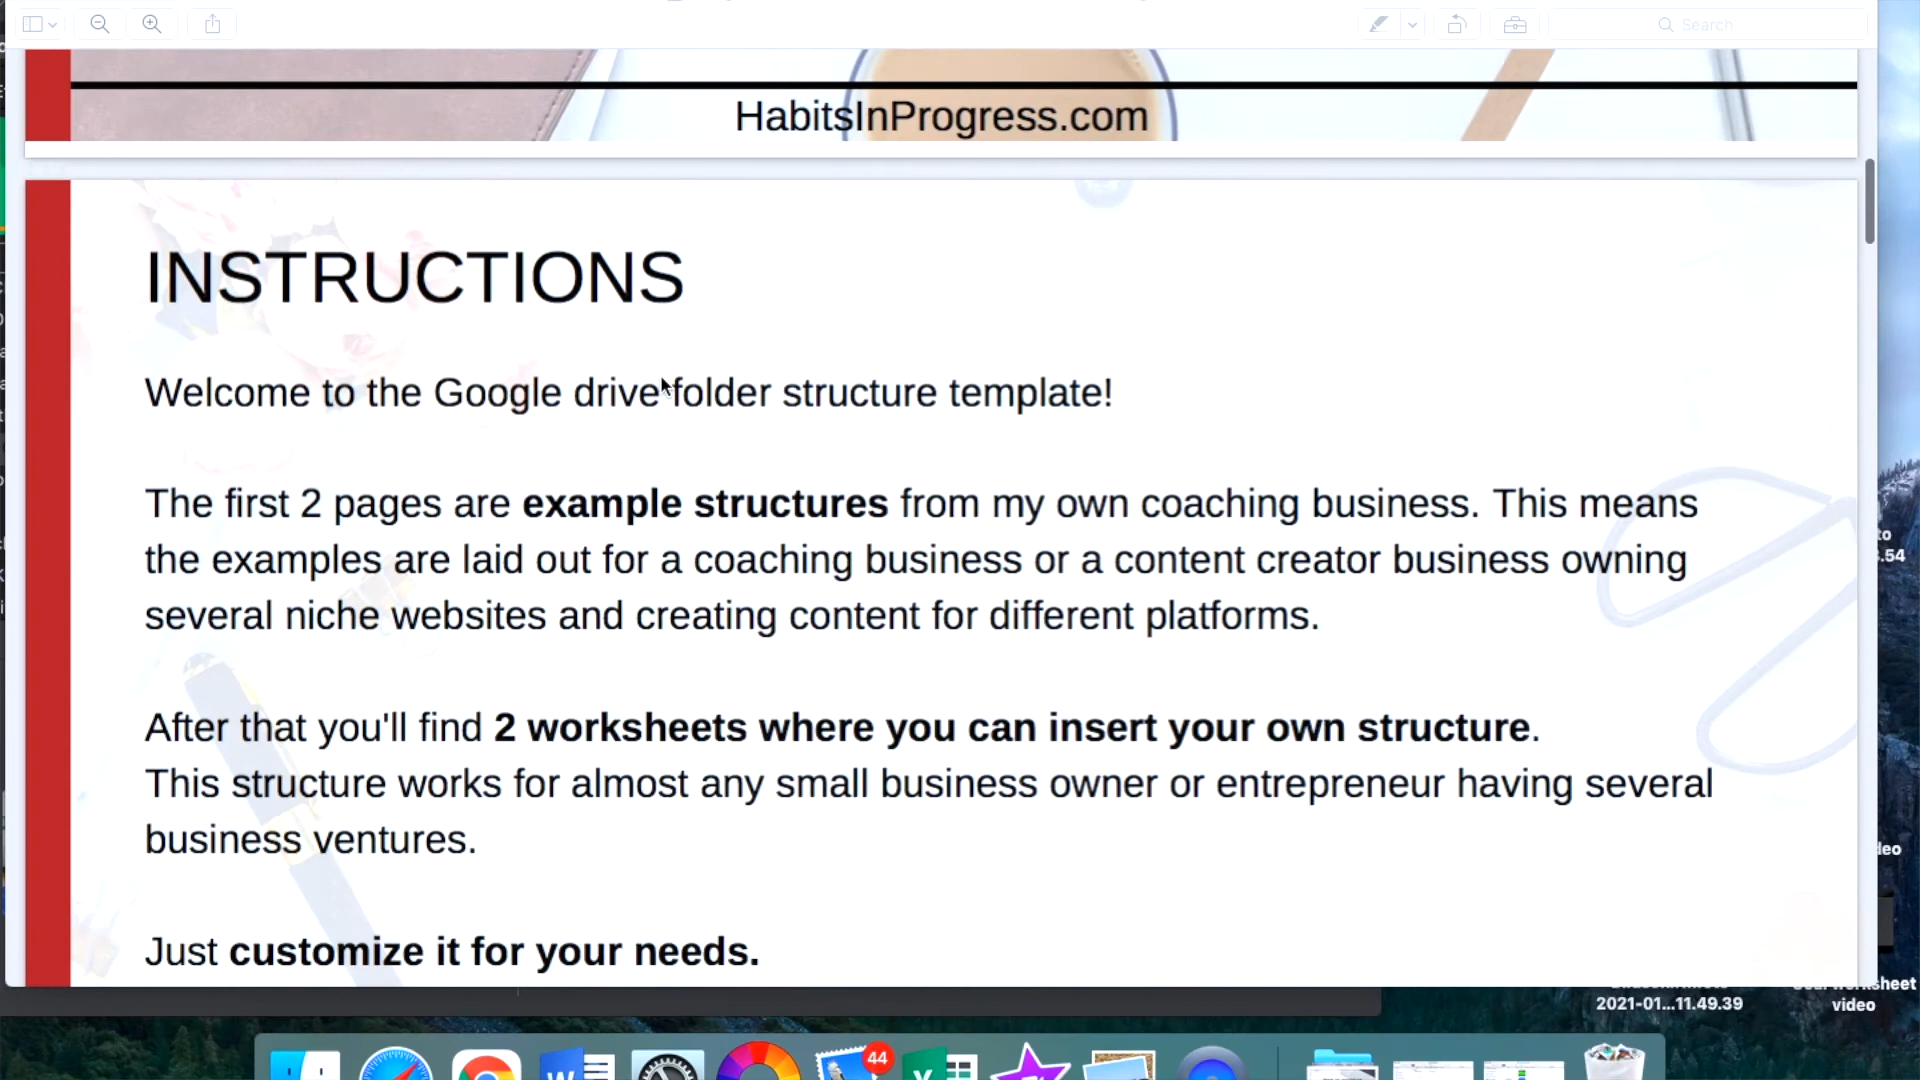 Search
HabitsInProgress.com
INSTRUCTIONS
Welcome to the Google drive folder structure template!
The first 2 pages are example structures from my own coaching business. This means
the examples are laid out for a coaching business or a content creator business owning
several niche websites and creating content for different platforms.
After that you'll find 2 worksheets where you can insert your own structure.
This structure works for almost any small business owner or entrepreneur having several
business ventures.
Just customize it for your needs.
2021-01...11.49.39
video
44